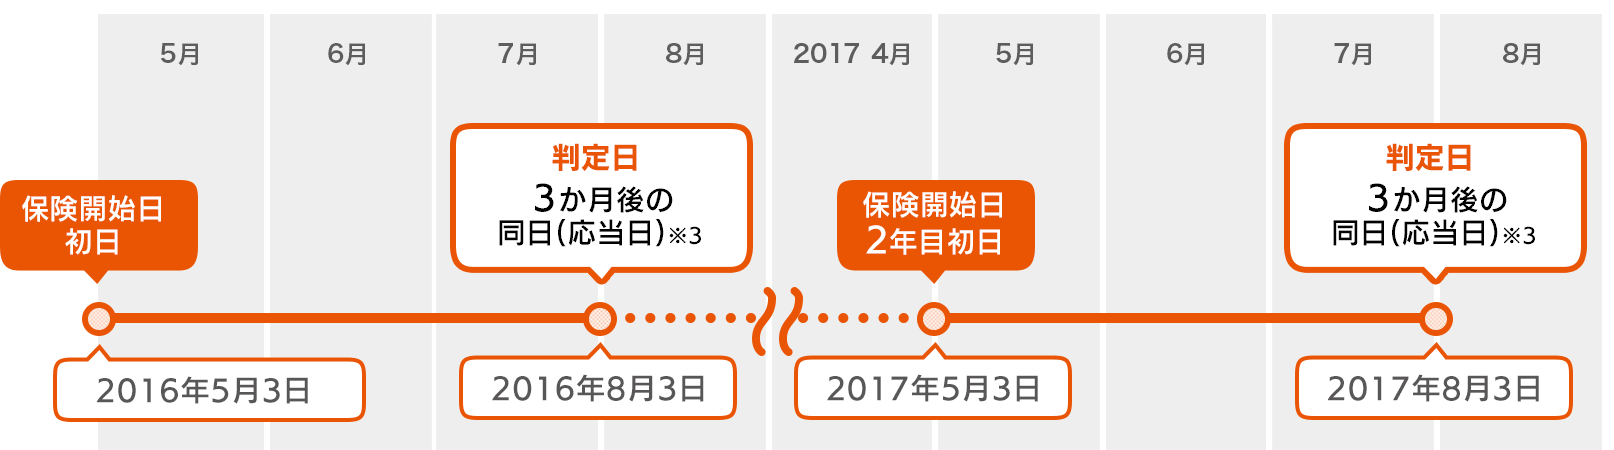 5月 6月 7月 8月 2017 4月 5月 6月 7月 8月
保険開始日
初日
判定日
3か月後の
同日(応当日)※3
保険開始日
2年目初日
判定日
3か月後の
同日(応当日)※3
2016年5月3日
2016年8月3日
2017年5月3日
2017年8月3日